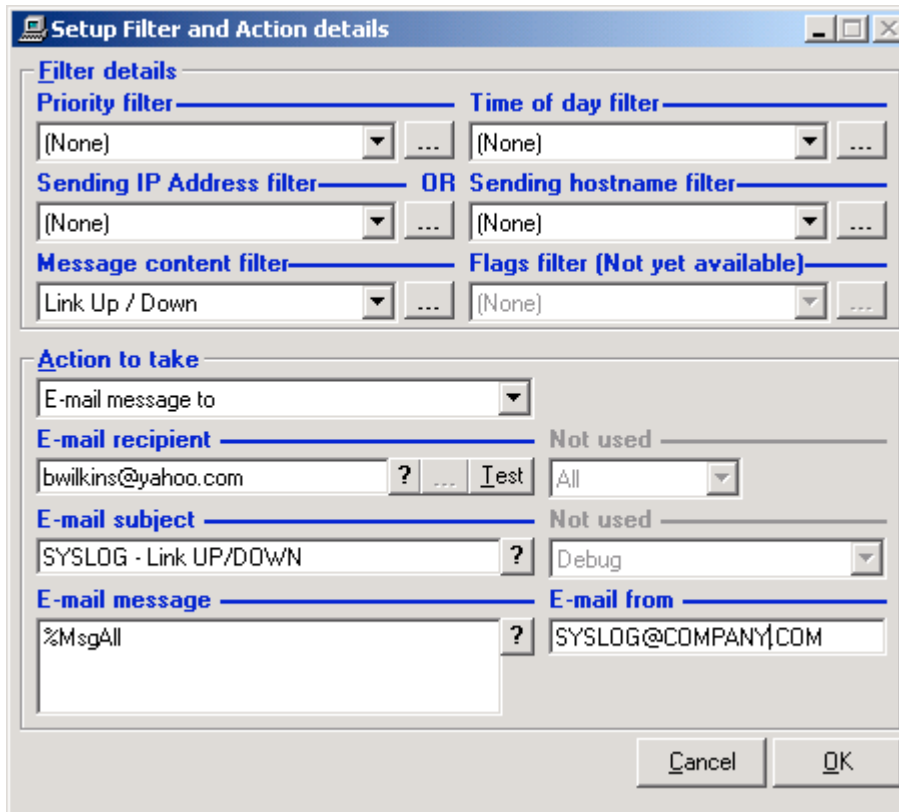 Setup Filter and Action details
Filter details
Priority filter Time of day filter
(None) ... (None) ...
Sending IP Address filter OR Sending hostname filter
(None) ... (None) ...
Message content filter Flags filter (Not yet available)
Link Up / Down ... (None) ...
Action to take
E-mail message to
E-mail recipient Not used
bwilkins@yahoo.com ? ... Test All
E-mail subject Not used
SYSLOG - Link UP/DOWN ? Debug
E-mail message E-mail from
%MsgAll ? SYSLOG@COMPANY.COM
Cancel OK